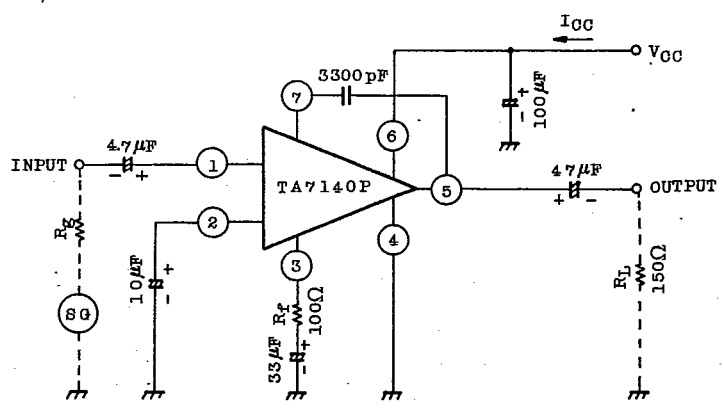 ICC
VCC
3300pF
7
6
+
-
100μF
4.7μF
INPUT
- +
1
TA7140P
5
47μF
+ -
OUTPUT
2
4
3
Rg
10μF
+
-
Rf
100Ω
33μF
+
-
RL
150Ω
SG